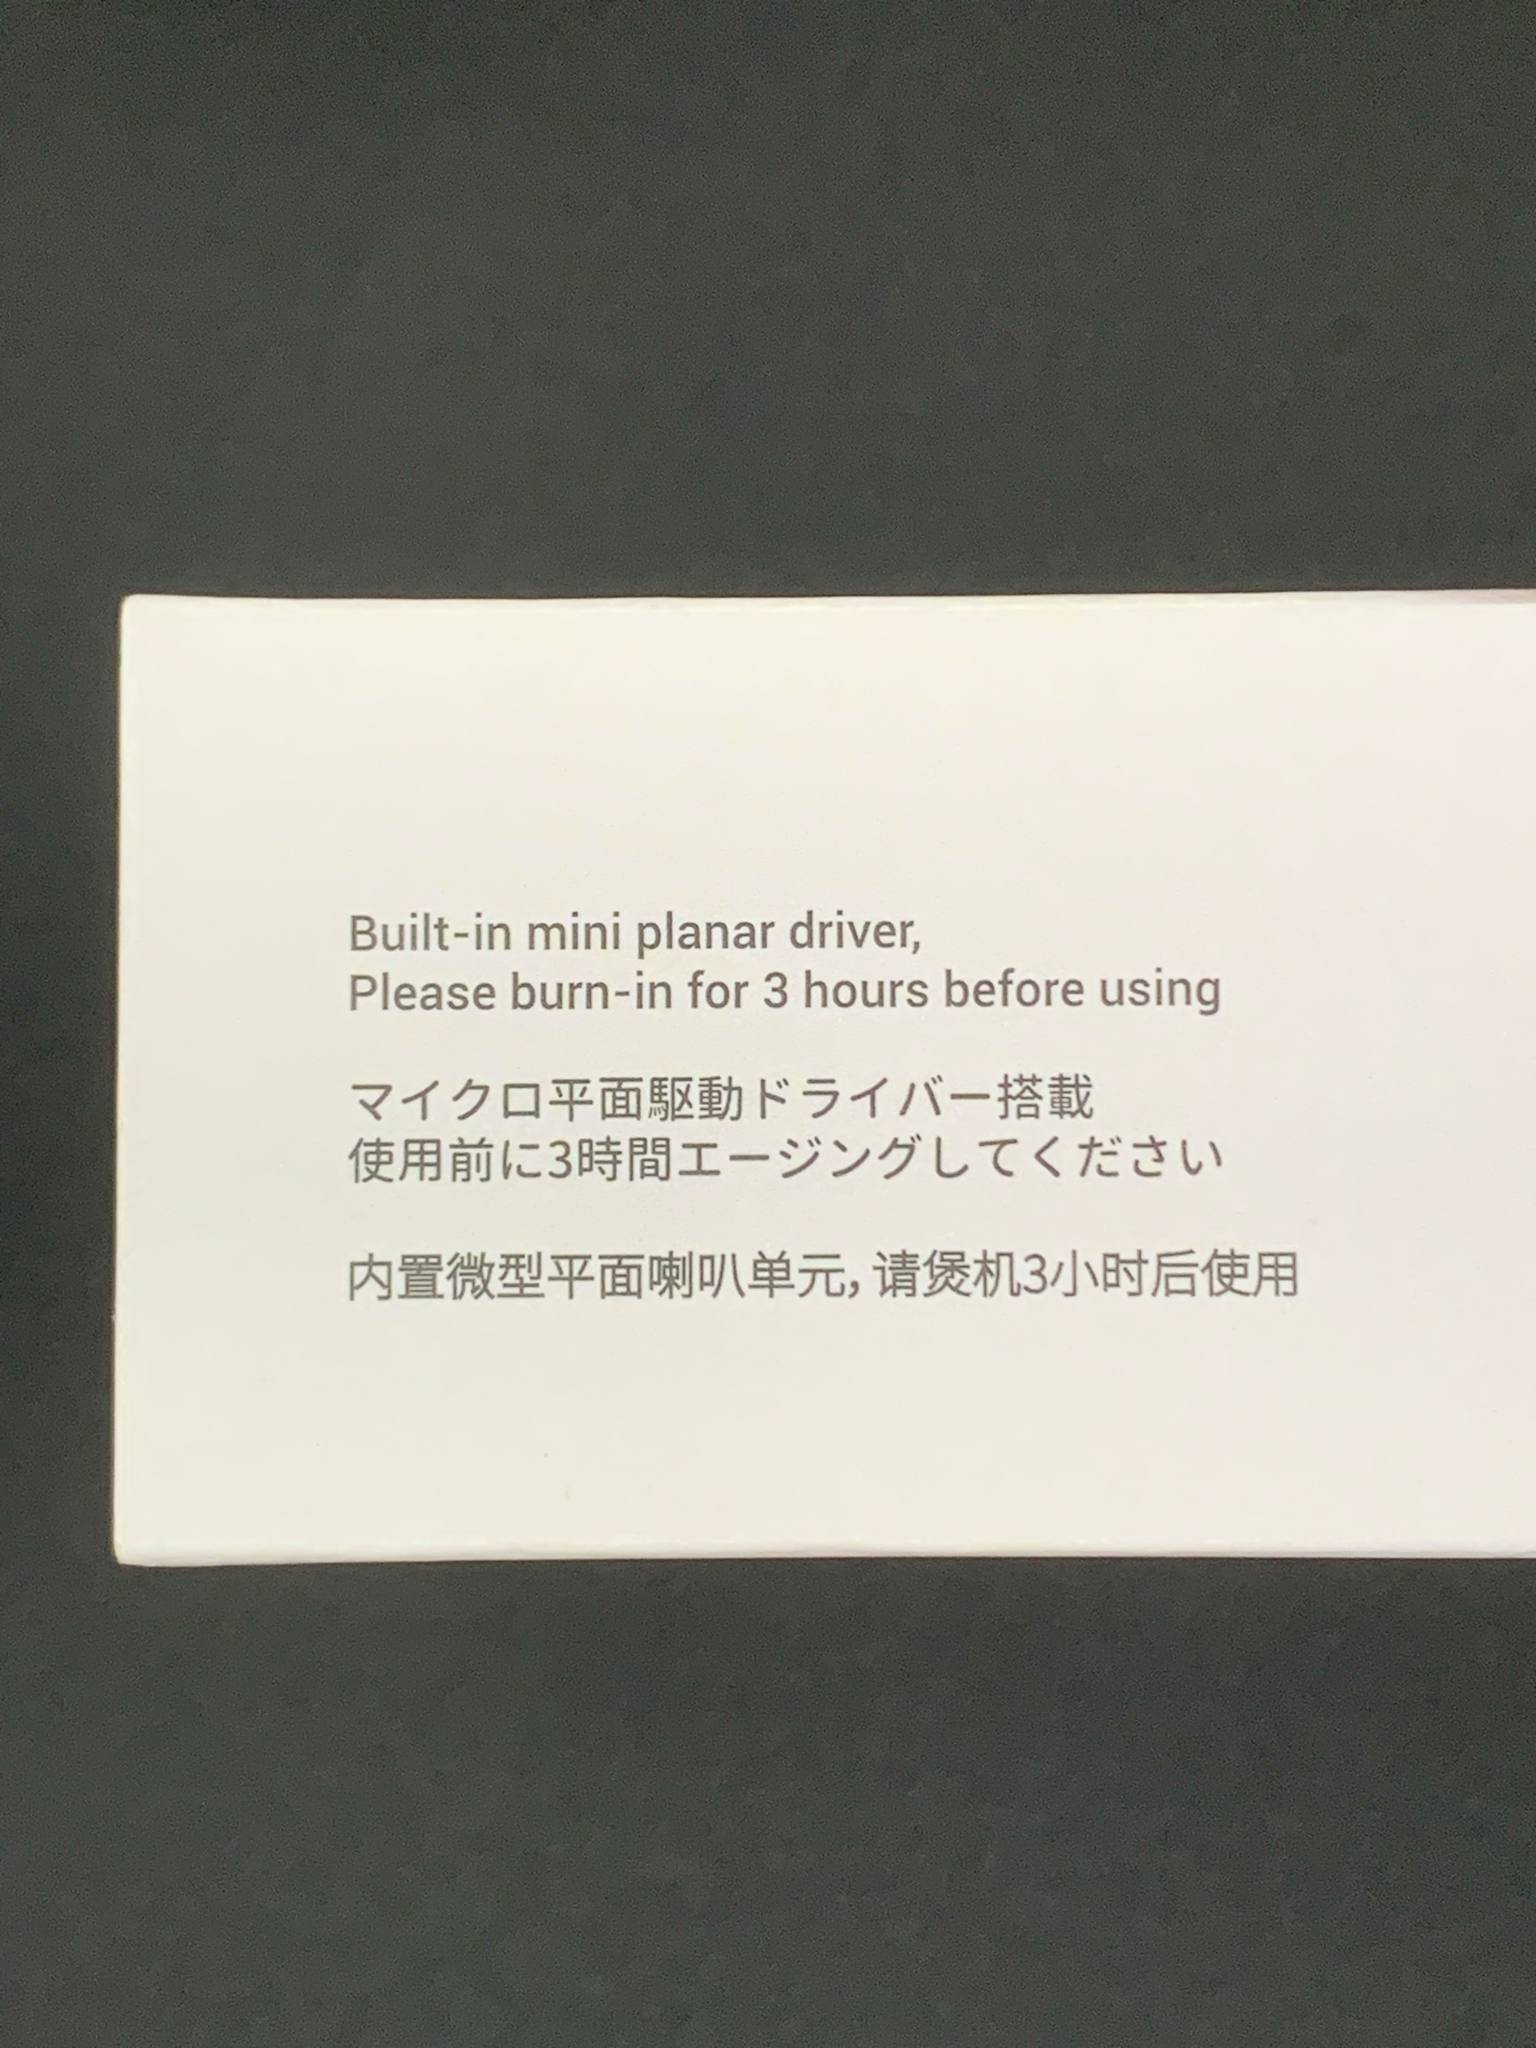 Built-in mini planar driver,
Please burn-in for 3 hours before using
マイクロ平面駆動ドライバー搭載
使用前に3時間エージングしてください
内置微型平面喇叭单元，请煲机3小时后使用